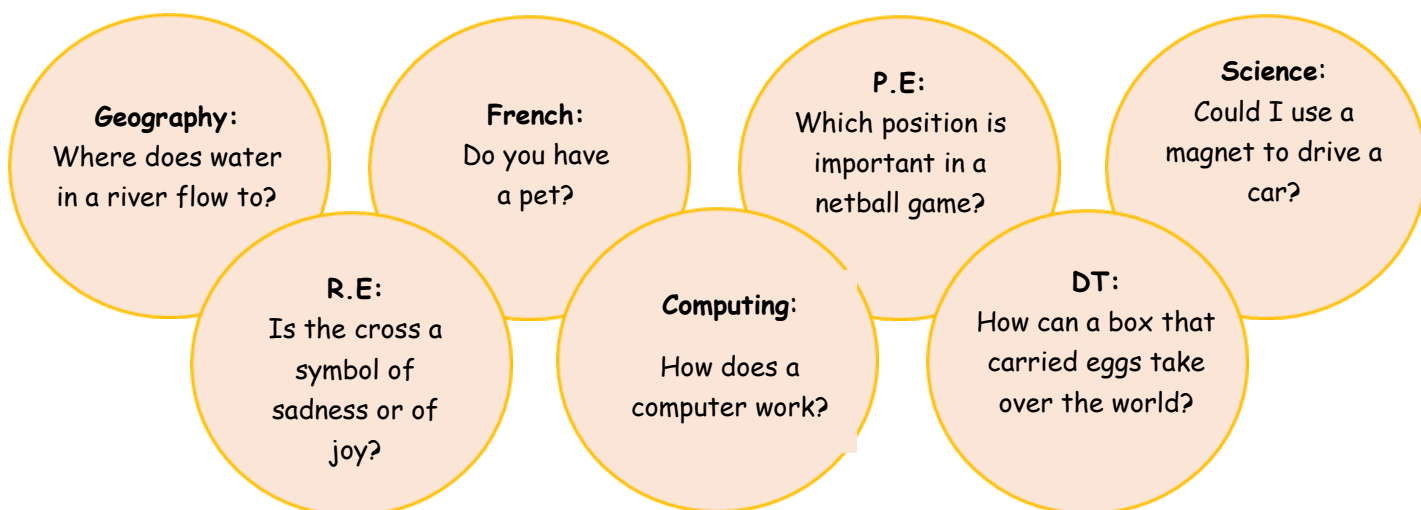 Geography:
Where does water
in a river flow to?
French:
Do you have
a pet?
P.E:
Which position is
important in a
netball game?
Science:
Could I use a
magnet to drive a
car?
R.E:
Is the cross a
symbol of
sadness or of
joy?
Computing:
How does a
computer work?
DT:
How can a box that
carried eggs take
over the world?